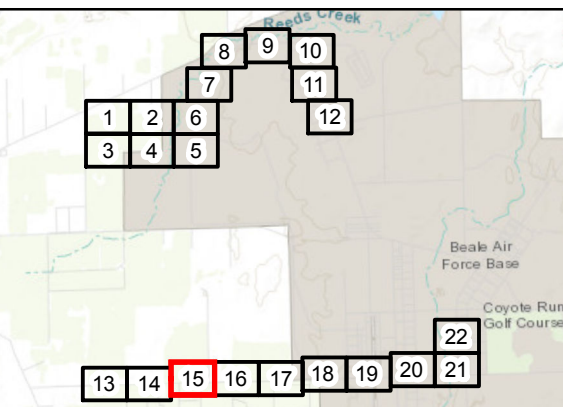 Reeds Creek
8 9 10
7 11
1 2 6 12
3 4 5
Beale Air
Force Base
Coyote Run
Golf Course
22
13 14 15 16 17 18 19 20 21